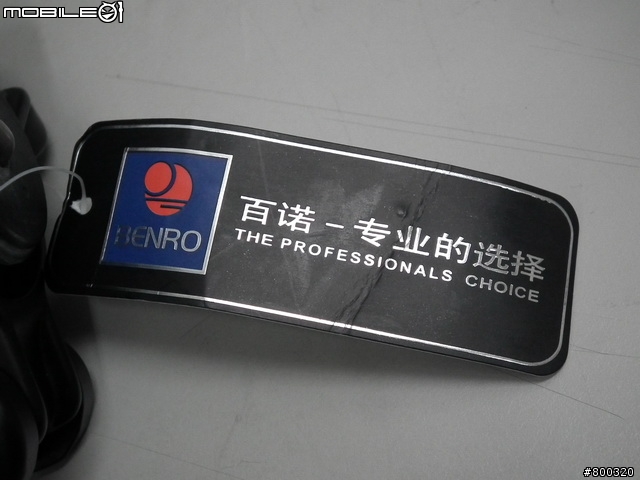 MOBILE01
BENRO
百诺－专业的选择
THE PROFESSIONALS CHOICE
#800320